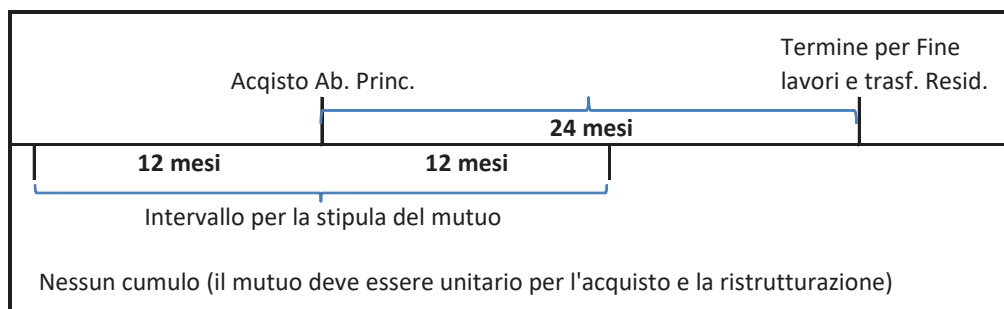 Termine per Fine
Acqisto Ab. Princ.
lavori e trasf. Resid.
24 mesi
12 mesi
12 mesi
Intervallo per la stipula del mutuo
Nessun cumulo (il mutuo deve essere unitario per l'acquisto e la ristrutturazione)